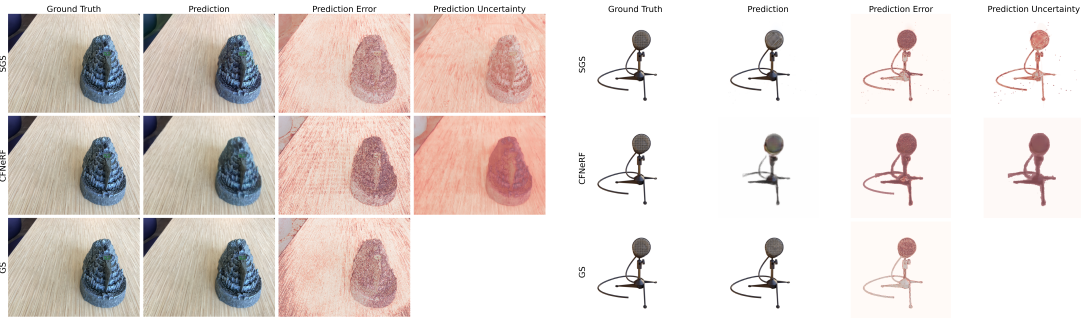 Ground Truth Prediction Prediction Error Prediction Uncertainty
SGS
CFNeRF
GS
Ground Truth Prediction Prediction Error Prediction Uncertainty
SGS
CFNeRF
GS